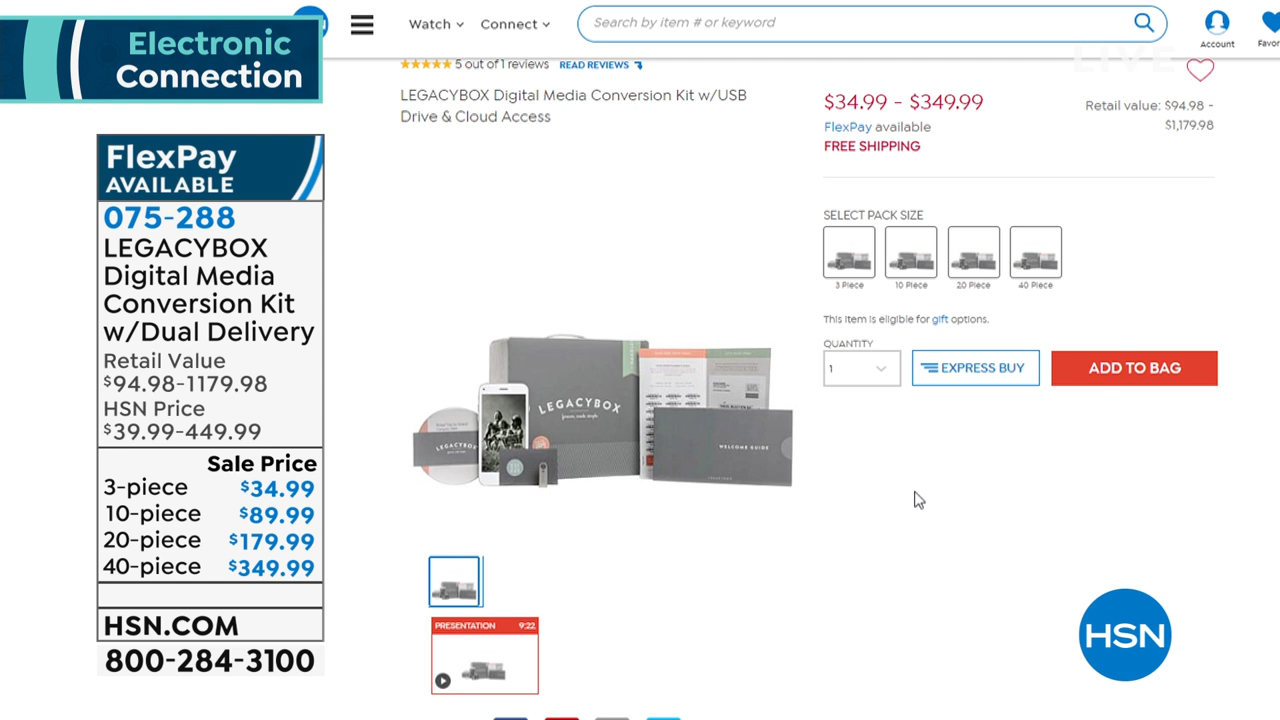 Electronic
Connection
Watch
Connect
Search by item # or keyword
Account
LIVE
FlexPay
AVAILABLE
075-288
LEGACYBOX
Digital Media
Conversion Kit
w/Dual Delivery
Retail Value
$94.98-1179.98
HSN Price
$39.99-449.99
Sale Price
3-piece $34.99
10-piece $89.99
20-piece $179.99
40-piece $349.99
HSN.COM
800-284-3100
5 out of 1 reviews READ REVIEWS
LEGACYBOX Digital Media Conversion Kit w/USB
Drive & Cloud Access
LEGACYBOX
LEGACYBOX
WELCOME GUIDE
PRESENTATION 9:22
$34.99 - $349.99
FlexPay available
FREE SHIPPING
Retail value: $94.98 -
$1,179.98
SELECT PACK SIZE
3 Piece 10 Piece 20 Piece 40 Piece
This item is eligible for gift options.
QUANTITY
1
EXPRESS BUY
ADD TO BAG
HSN